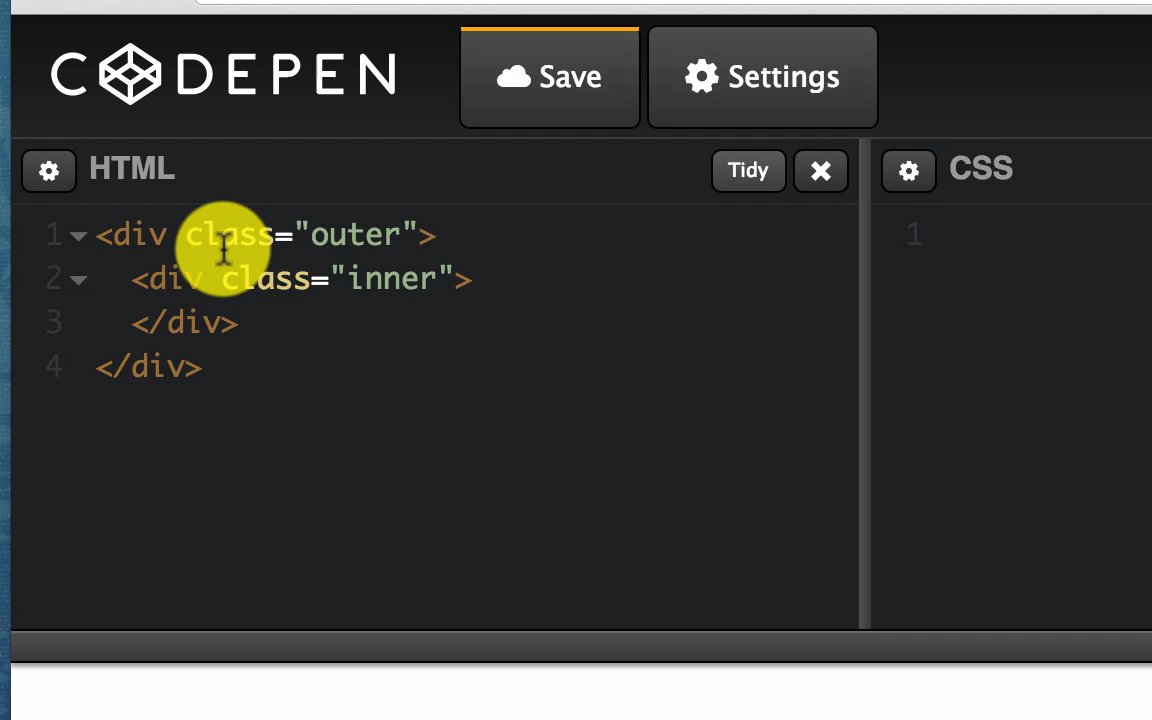 CODEPEN Save Settings
HTML Tidy CSS
1 <div class="outer"> 1
2 <div class="inner">
3 </div>
4 </div>